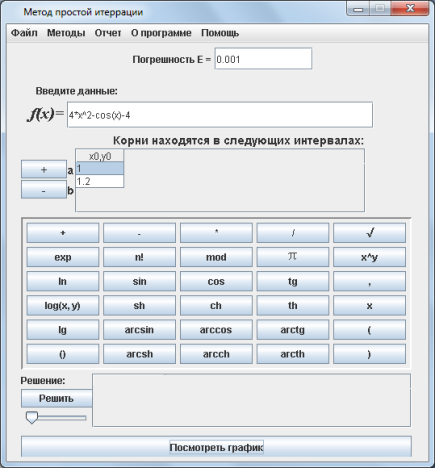 Метод простой итеррации
Файл Методы Отчет О программе Помощь
Погрешность E = 0.001
Введите данные:
f(x)= 4*x^2-cos(x)-4
Корни находятся в следующих интервалах:
x0,y0
+ a 1
- b 1.2
+ - * / √
exp n! mod π x^y
ln sin cos tg ,
log(x, y) sh ch th x
lg arcsin arccos arctg (
() arcsh arcch arcth )
Решение:
Решить
Посмотреть график